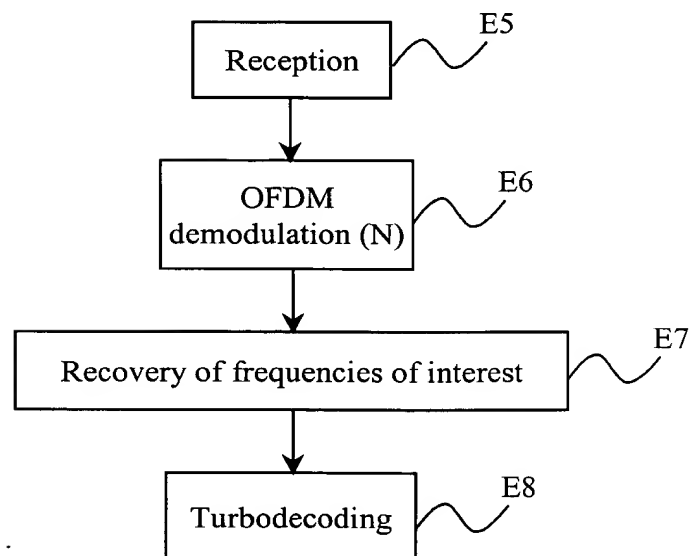 E5
Reception
E6
OFDM
demodulation (N)
E7
Recovery of frequencies of interest
E8
Turbodecoding